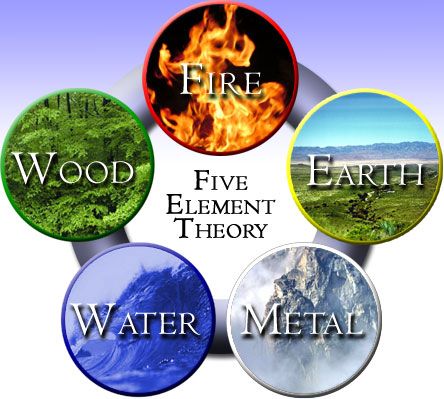 Fire
Wood
Earth
Five
Element
Theory
Water
Metal